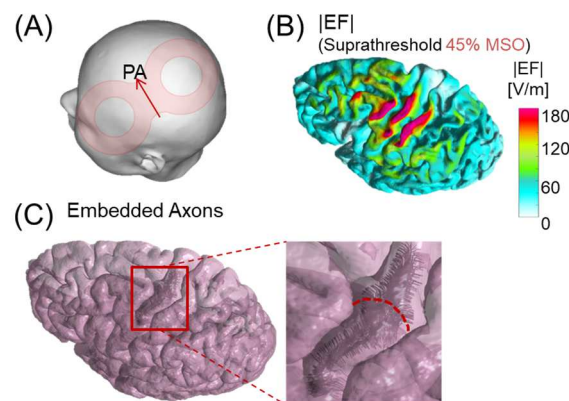 (A)
PA
(B) |EF|
(Suprathreshold 45% MSO)
|EF|
[V/m]
180
120
60
0
(C) Embedded Axons